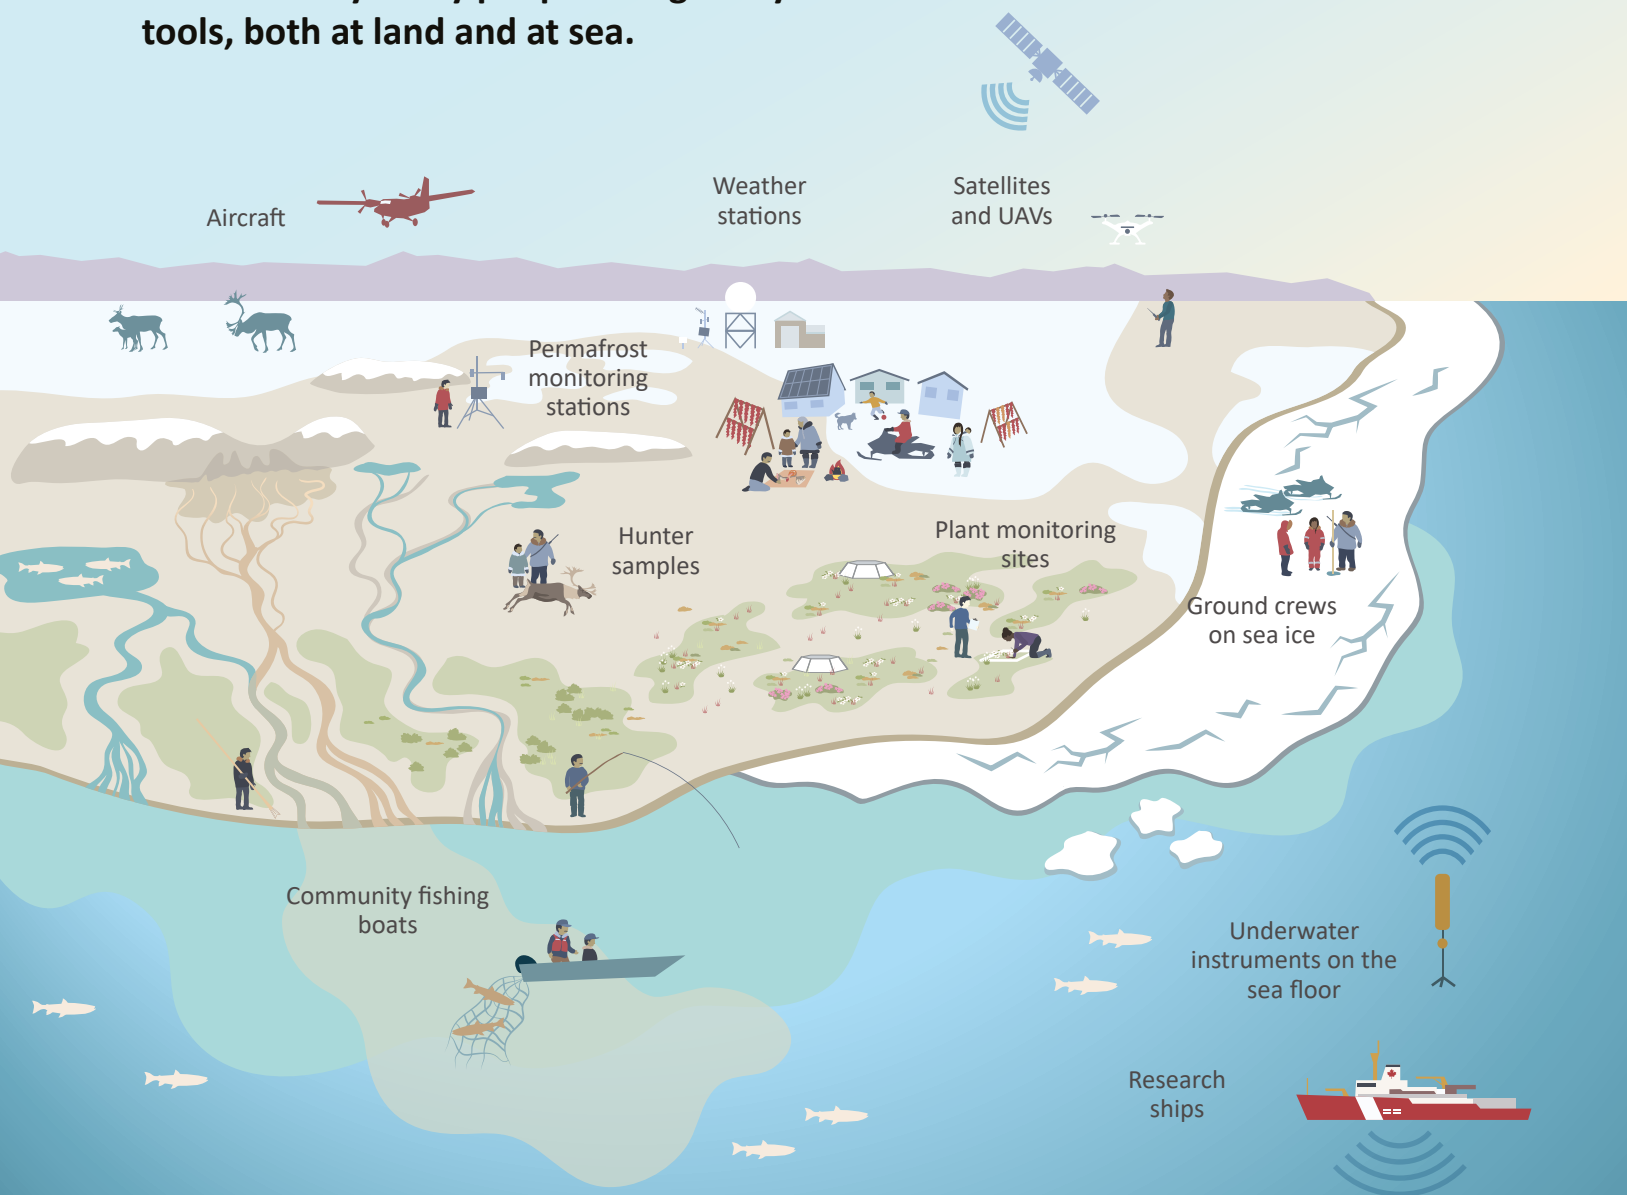 tools, both at land and at sea.
Aircraft
Weather
stations
Satellites
and UAVs
Permafrost
monitoring
stations
Hunter
samples
Plant monitoring
sites
Ground crews
on sea ice
Community fishing
boats
Underwater
instruments on the
sea floor
Research
ships